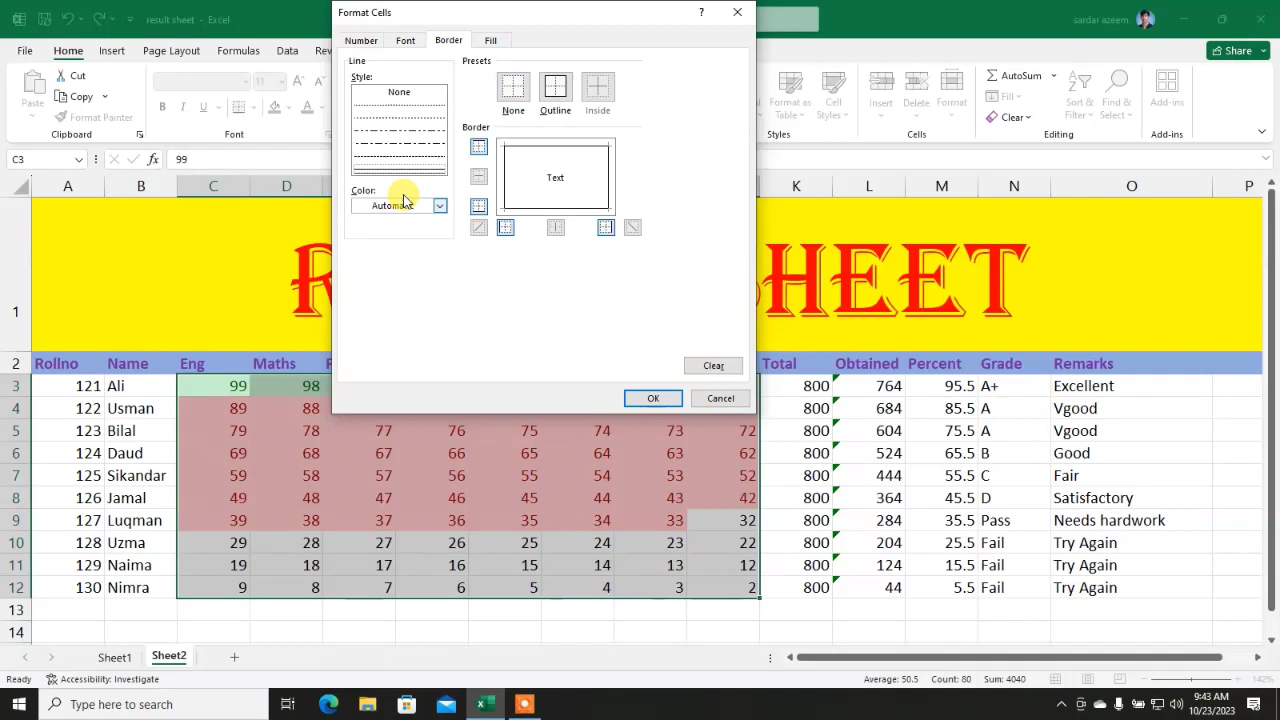 result sheet - Excel
sardar azeem
File Home Insert Page Layout Formulas Data Rev
Share
Paste
Cut
Copy
Format Painter
Clipboard
11
B I U
Font
Format as Table
Cell Styles
Styles
Insert
Delete
Format
Cells
AutoSum
Fill
Clear
Sort & Filter
Find & Select
Editing
Add-ins
Add-ins
Format Cells
?
Number Font Border Fill
Line
Style:
None
Color:
Automatic
Presets
None Outline Inside
Border
Text
Clear
OK Cancel
C3 fx 99
A B C D K L M N O P
1 SHEET
2 Rollno Name Eng Maths Total Obtained Percent Grade Remarks
3 121 Ali 99 98 800 764 95.5 A+ Excellent
4 122 Usman 89 88 800 684 85.5 A Vgood
5 123 Bilal 79 78 77 76 75 74 73 72 800 604 75.5 A Vgood
6 124 Daud 69 68 67 66 65 64 63 62 800 524 65.5 B Good
7 125 Sikandar 59 58 57 56 55 54 53 52 800 444 55.5 C Fair
8 126 Jamal 49 48 47 46 45 44 43 42 800 364 45.5 D Satisfactory
9 127 Luqman 39 38 37 36 35 34 33 32 800 284 35.5 Pass Needs hardwork
10 128 Uzma 29 28 27 26 25 24 23 22 800 204 25.5 Fail Try Again
11 129 Naima 19 18 17 16 15 14 13 12 800 124 15.5 Fail Try Again
12 130 Nimra 9 8 7 6 5 4 3 2 800 44 5.5 Fail Try Again
13
14
Sheet1 Sheet2
Ready Accessibility: Investigate Average: 50.5 Count: 80 Sum: 4040 142%
Type here to search
9:43 AM
10/23/2023